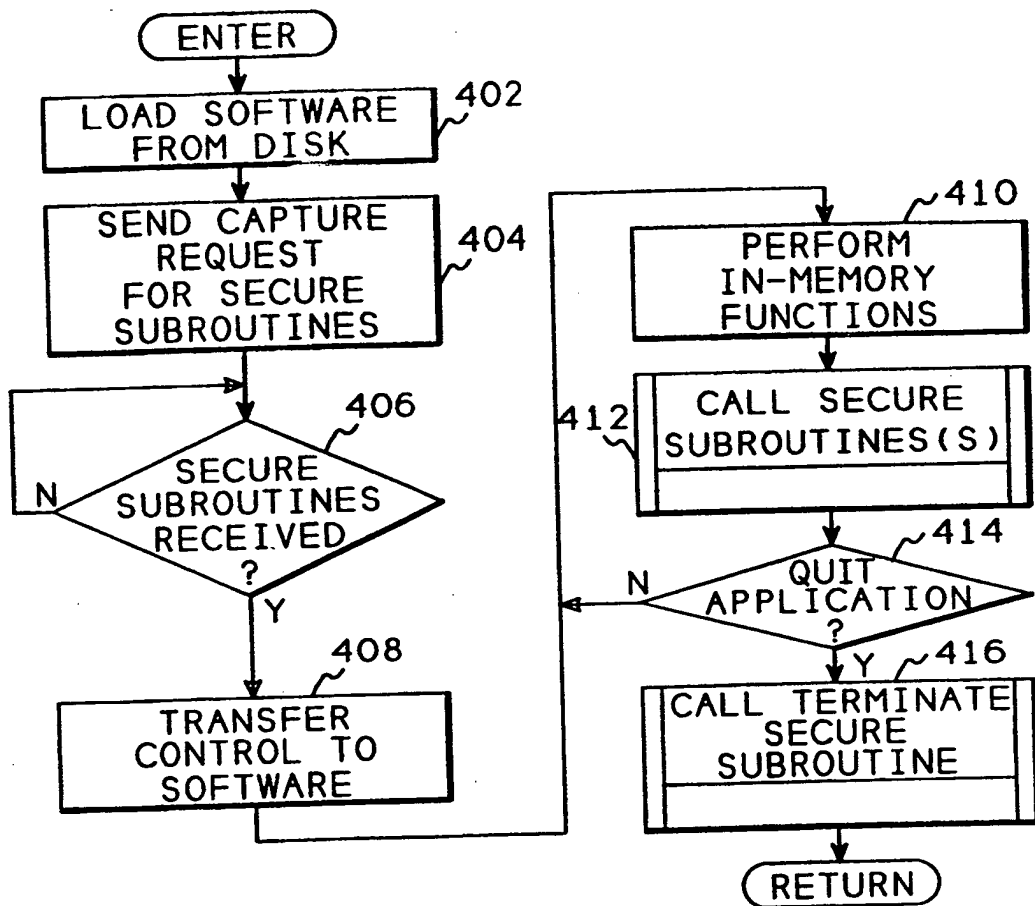 ENTER
LOAD SOFTWARE
FROM DISK
402
SEND CAPTURE
REQUEST
FOR SECURE
SUBROUTINES
404
SECURE
SUBROUTINES
RECEIVED
?
406
N
Y
TRANSFER
CONTROL TO
SOFTWARE
408
PERFORM
IN-MEMORY
FUNCTIONS
410
CALL SECURE
SUBROUTINES(S)
412
QUIT
APPLICATION
?
414
N
Y
CALL TERMINATE
SECURE
SUBROUTINE
416
RETURN